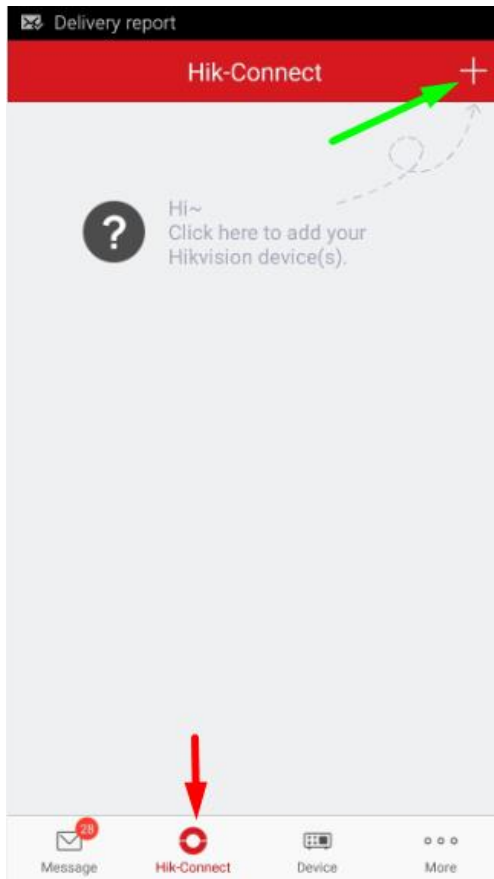 Delivery report
Hik-Connect
Hi~
Click here to add your
Hikvision device(s).
28
Message
Hik-Connect
Device
More